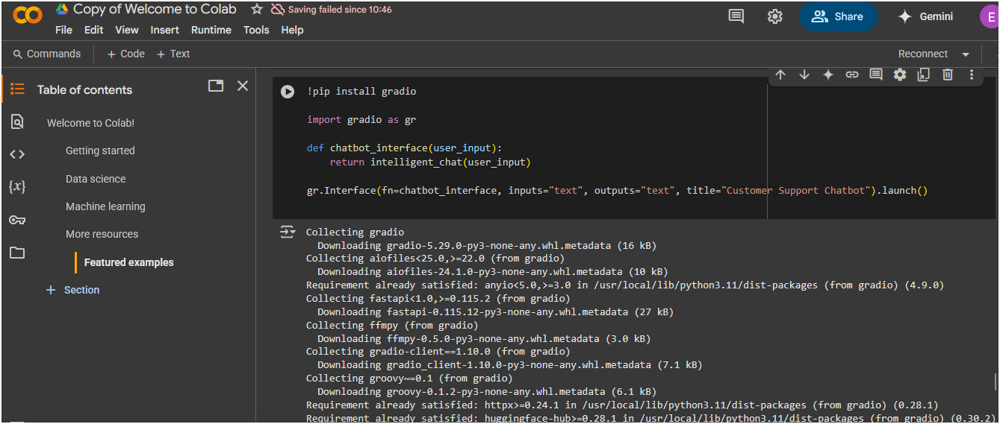 Copy of Welcome to Colab
Saving failed since 10:46
Share
Gemini
E
File Edit View Insert Runtime Tools Help
Commands + Code + Text
Reconnect
Table of contents
Welcome to Colab!
Getting started
Data science
Machine learning
More resources
Featured examples
+ Section
{x}
!pip install gradio
import gradio as gr
def chatbot_interface(user_input):
    return intelligent_chat(user_input)
gr.Interface(fn=chatbot_interface, inputs="text", outputs="text", title="Customer Support Chatbot").launch()
Collecting gradio
  Downloading gradio-5.29.0-py3-none-any.whl.metadata (16 kB)
Collecting aiofiles<25.0,>=22.0 (from gradio)
  Downloading aiofiles-24.1.0-py3-none-any.whl.metadata (10 kB)
Requirement already satisfied: anyio<5.0,>=3.0 in /usr/local/lib/python3.11/dist-packages (from gradio) (4.9.0)
Collecting fastapi<1.0,>=0.115.2 (from gradio)
  Downloading fastapi-0.115.12-py3-none-any.whl.metadata (27 kB)
Collecting ffmpy (from gradio)
  Downloading ffmpy-0.5.0-py3-none-any.whl.metadata (3.0 kB)
Collecting gradio-client==1.10.0 (from gradio)
  Downloading gradio_client-1.10.0-py3-none-any.whl.metadata (7.1 kB)
Collecting groovy~=0.1 (from gradio)
  Downloading groovy-0.1.2-py3-none-any.whl.metadata (6.1 kB)
Requirement already satisfied: httpx>=0.24.1 in /usr/local/lib/python3.11/dist-packages (from gradio) (0.28.1)
Requirement already satisfied: huggingface-hub>=0.28.1 in /usr/local/lib/python3.11/dist-packages (from gradio) (0.30.2)